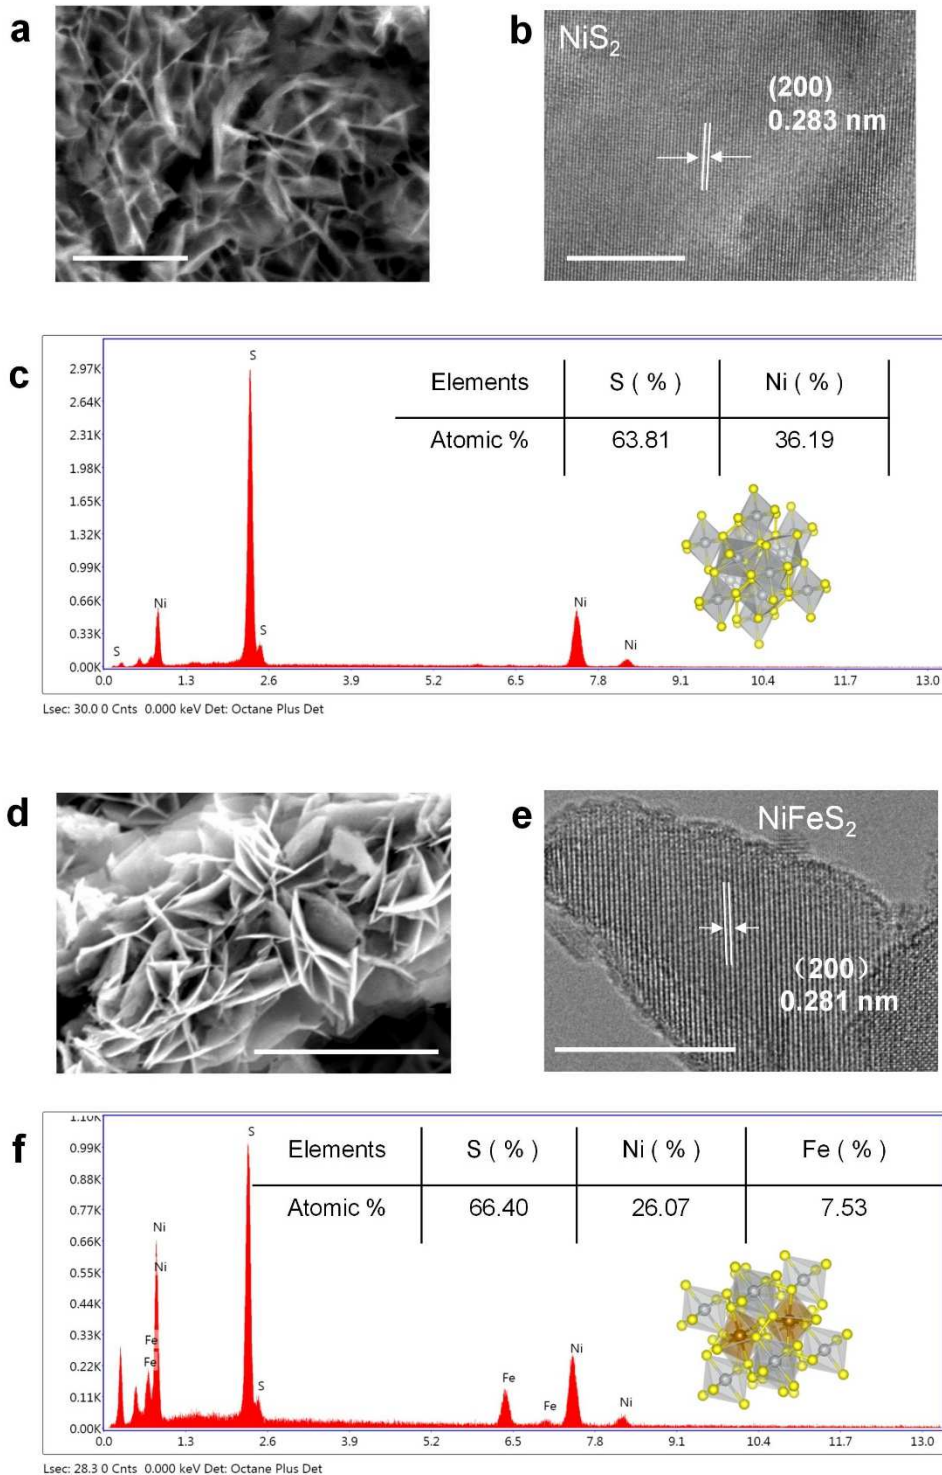 a
b
NiS₂
(200)
0.283 nm
c
2.97K
2.64K
2.31K
1.98K
1.65K
1.32K
0.99K
0.66K
0.33K
0.00K
S
Ni
S
S
Ni
Ni
Elements S ( % ) Ni ( % )
Atomic % 63.81 36.19
0.0 1.3 2.6 3.9 5.2 6.5 7.8 9.1 10.4 11.7 13.0
Lsec: 30.0 0 Cnts 0.000 keV Det: Octane Plus Det
d
e
NiFeS₂
(200)
0.281 nm
f
1.10K
0.99K
0.88K
0.77K
0.66K
0.55K
0.44K
0.33K
0.22K
0.11K
0.00K
S
Ni
Ni
Fe
Fe
S
Fe
Fe
Ni
Ni
Elements S ( % ) Ni ( % ) Fe ( % )
Atomic % 66.40 26.07 7.53
0.0 1.3 2.6 3.9 5.2 6.5 7.8 9.1 10.4 11.7 13.0
Lsec: 28.3 0 Cnts 0.000 keV Det: Octane Plus Det